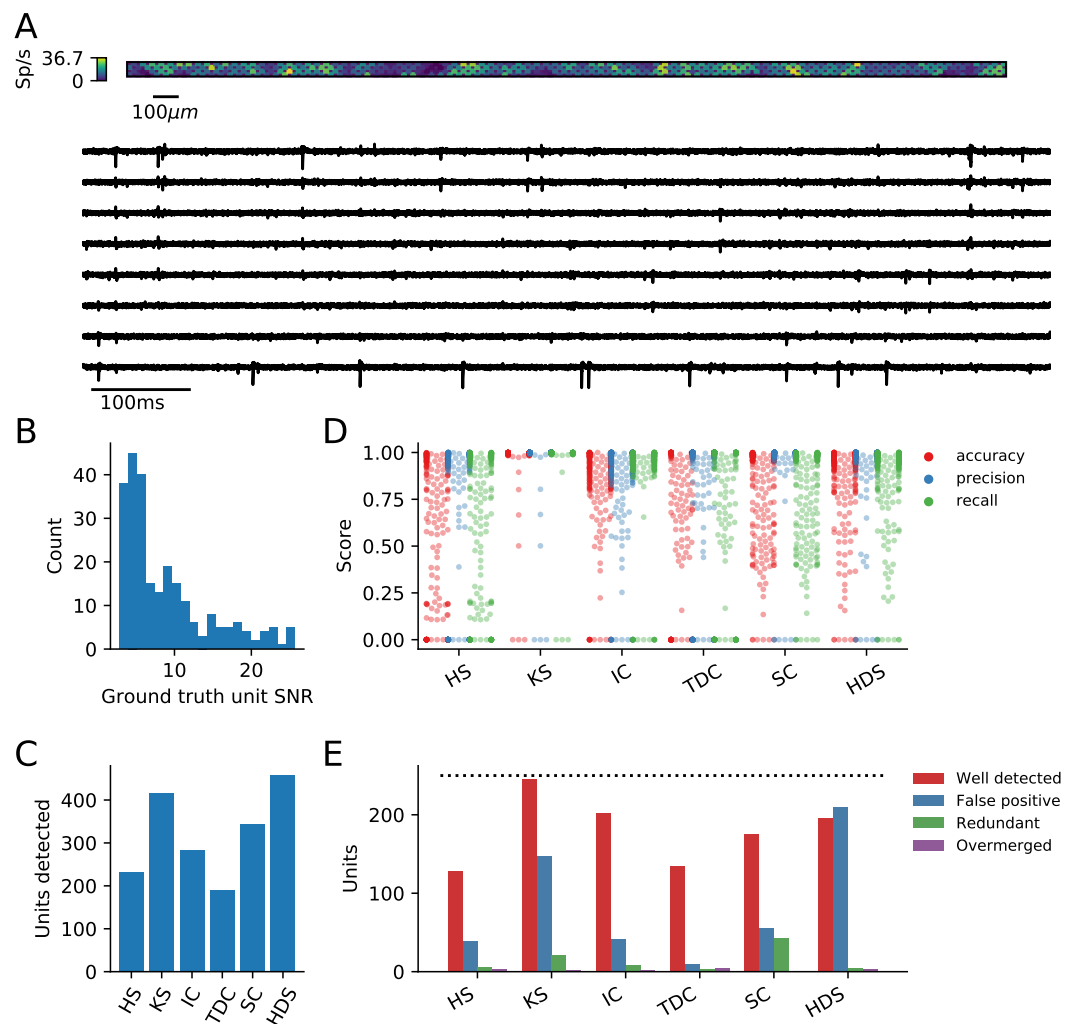 A
Sp/s
36.7
0
100μm
100ms
B
Count
40
30
20
10
0
10 20
Ground truth unit SNR
D
Score
1.00
0.75
0.50
0.25
0.00
HS KS IC TDC SC HDS
accuracy
precision
recall
C
Units detected
400
300
200
100
0
HS KS IC TDC SC HDS
E
Units
200
100
0
HS KS IC TDC SC HDS
Well detected
False positive
Redundant
Overmerged